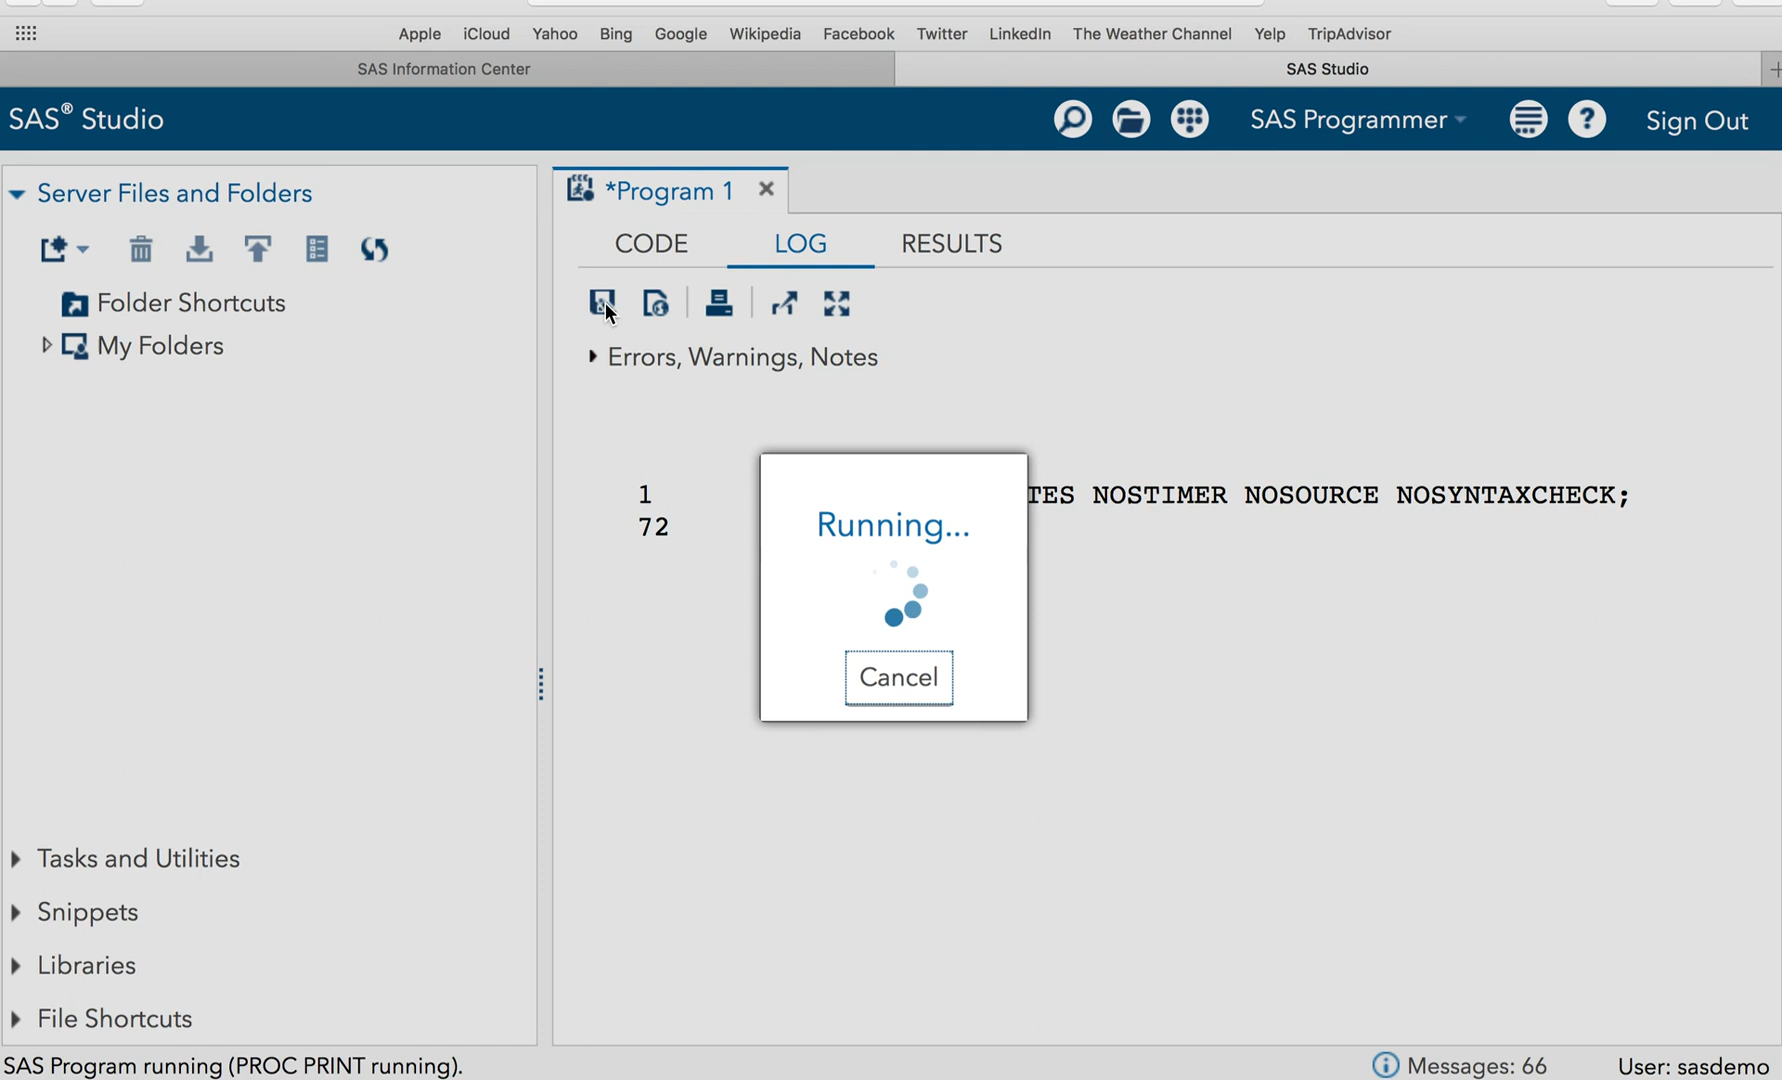 Apple iCloud Yahoo Bing Google Wikipedia Facebook Twitter LinkedIn The Weather Channel Yelp TripAdvisor
SAS Information Center
SAS Studio
SAS® Studio
SAS Programmer
Sign Out
Server Files and Folders
Folder Shortcuts
My Folders
Tasks and Utilities
Snippets
Libraries
File Shortcuts
*Program 1
CODE LOG RESULTS
Errors, Warnings, Notes
1 NOSTIMER NOSOURCE NOSYNTAXCHECK;
72
Running...
Cancel
SAS Program running (PROC PRINT running).
Messages: 66
User: sasdemo